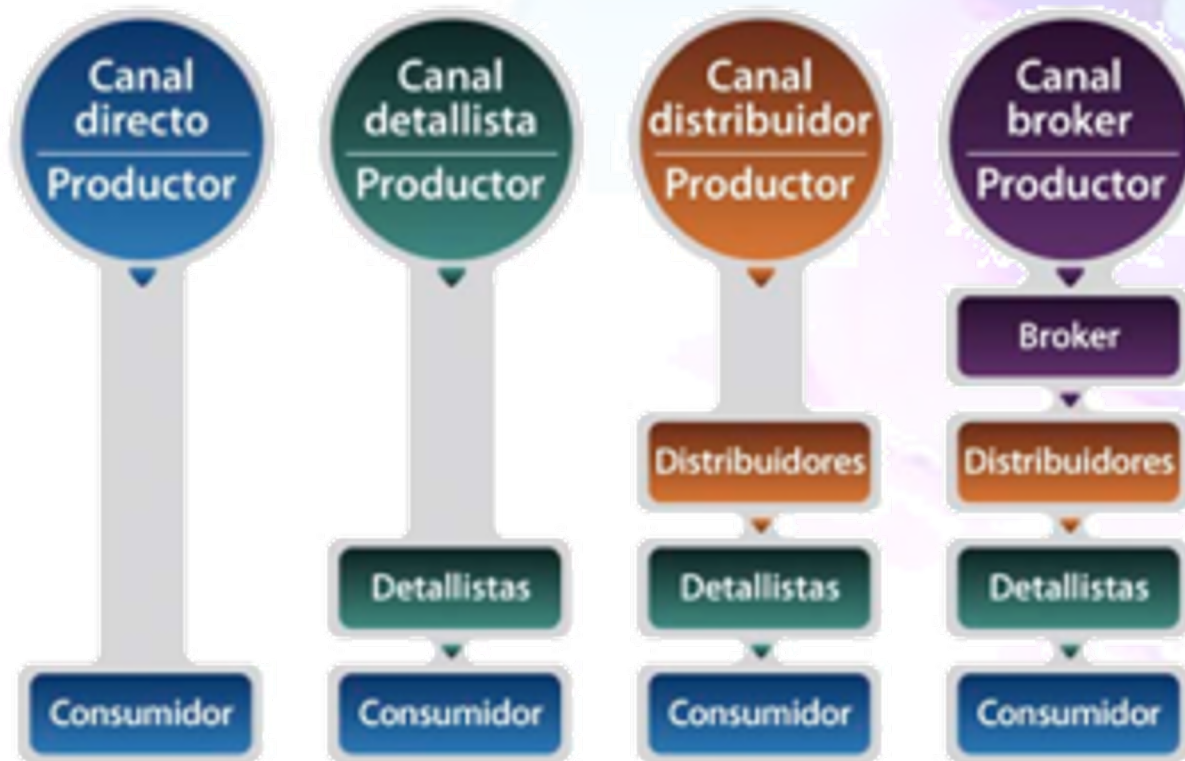 Canal
directo
Productor
Consumidor
Canal
detallista
Productor
Detallistas
Consumidor
Canal
distribuidor
Productor
Distribuidores
Detallistas
Consumidor
Canal
broker
Productor
Broker
Distribuidores
Detallistas
Consumidor